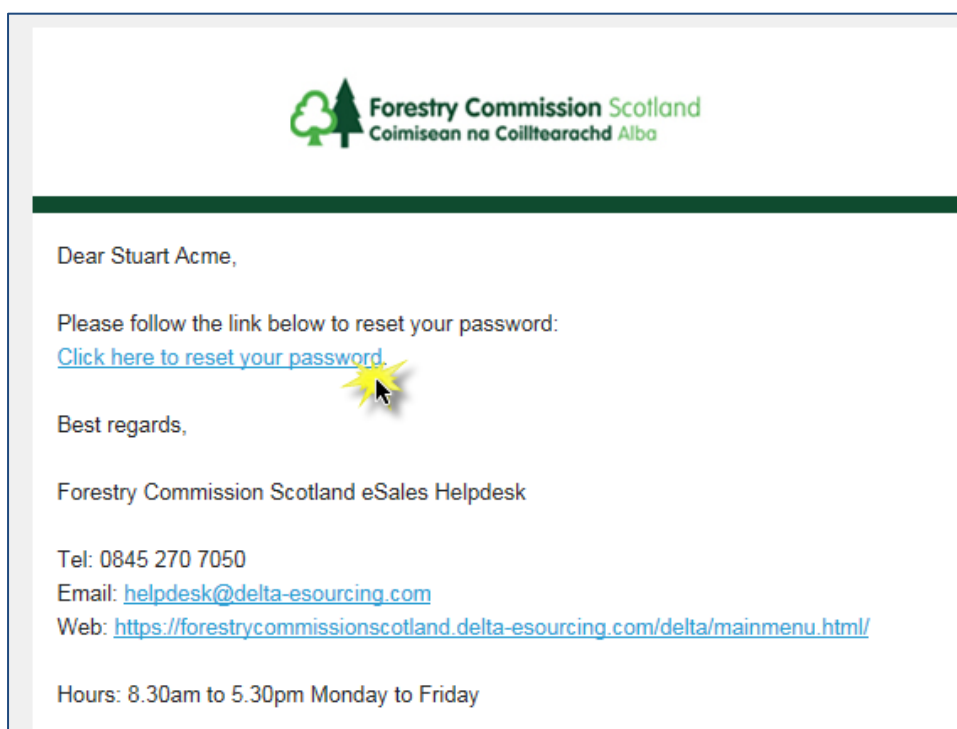 Forestry Commission Scotland
Coimisean na Coilltearachd Alba
Dear Stuart Acme,
Please follow the link below to reset your password:
Click here to reset your password.
Best regards,
Forestry Commission Scotland eSales Helpdesk
Tel: 0845 270 7050
Email: helpdesk@delta-esourcing.com
Web: https://forestrycommissionscotland.delta-esourcing.com/delta/mainmenu.html/
Hours: 8.30am to 5.30pm Monday to Friday